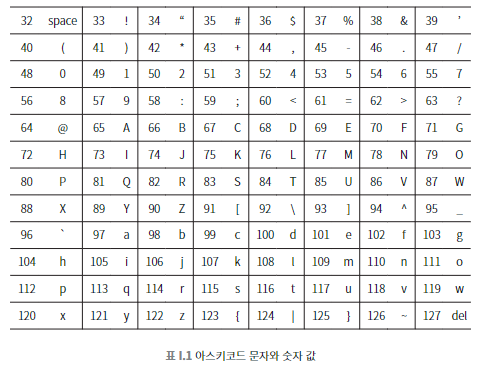 32 space 33 ! 34 “ 35 # 36 $ 37 % 38 & 39 ’
40 ( 41 ) 42 * 43 + 44 , 45 - 46 . 47 /
48 0 49 1 50 2 51 3 52 4 53 5 54 6 55 7
56 8 57 9 58 : 59 ; 60 < 61 = 62 > 63 ?
64 @ 65 A 66 B 67 C 68 D 69 E 70 F 71 G
72 H 73 I 74 J 75 K 76 L 77 M 78 N 79 O
80 P 81 Q 82 R 83 S 84 T 85 U 86 V 87 W
88 X 89 Y 90 Z 91 [ 92 \ 93 ] 94 ^ 95 _
96 ` 97 a 98 b 99 c 100 d 101 e 102 f 103 g
104 h 105 i 106 j 107 k 108 l 109 m 110 n 111 o
112 p 113 q 114 r 115 s 116 t 117 u 118 v 119 w
120 x 121 y 122 z 123 { 124 | 125 } 126 ~ 127 del
표 I.1 아스키코드 문자와 숫자 값